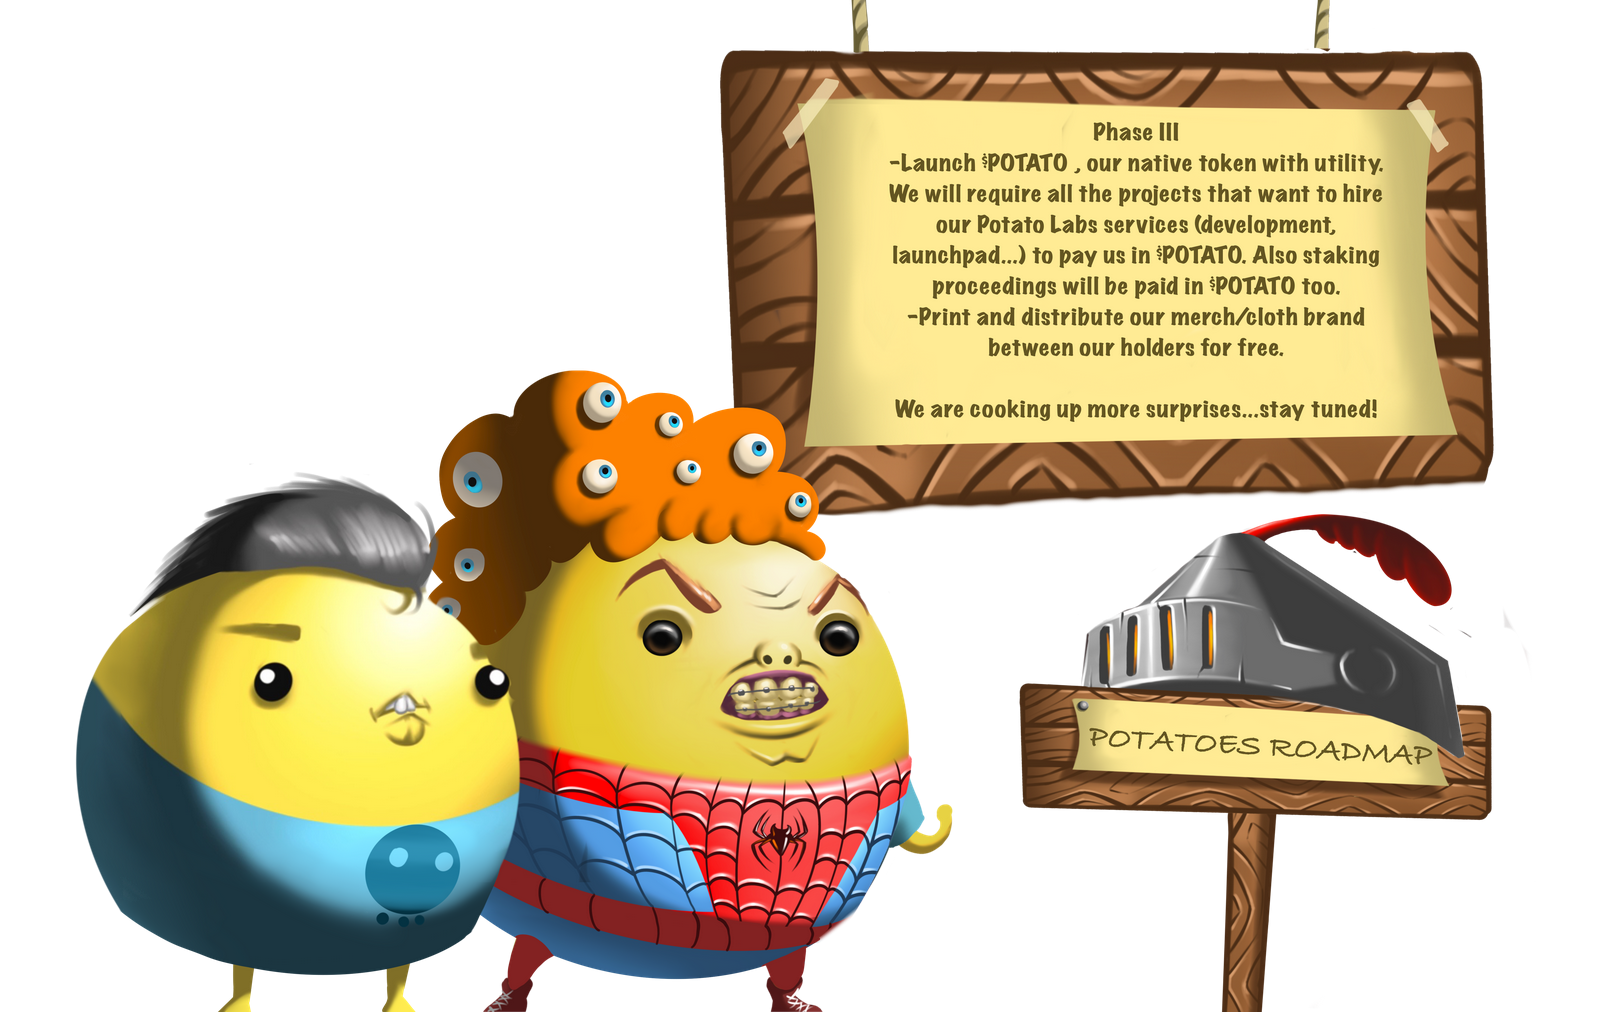 Phase III
-Launch $POTATO , our native token with utility.
We will require all the projects that want to hire
our Potato Labs services (development,
launchpad...) to pay us in $POTATO. Also staking
proceedings will be paid in $POTATO too.
-Print and distribute our merch/cloth brand
between our holders for free.
We are cooking up more surprises...stay tuned!
POTATOES ROADMAP